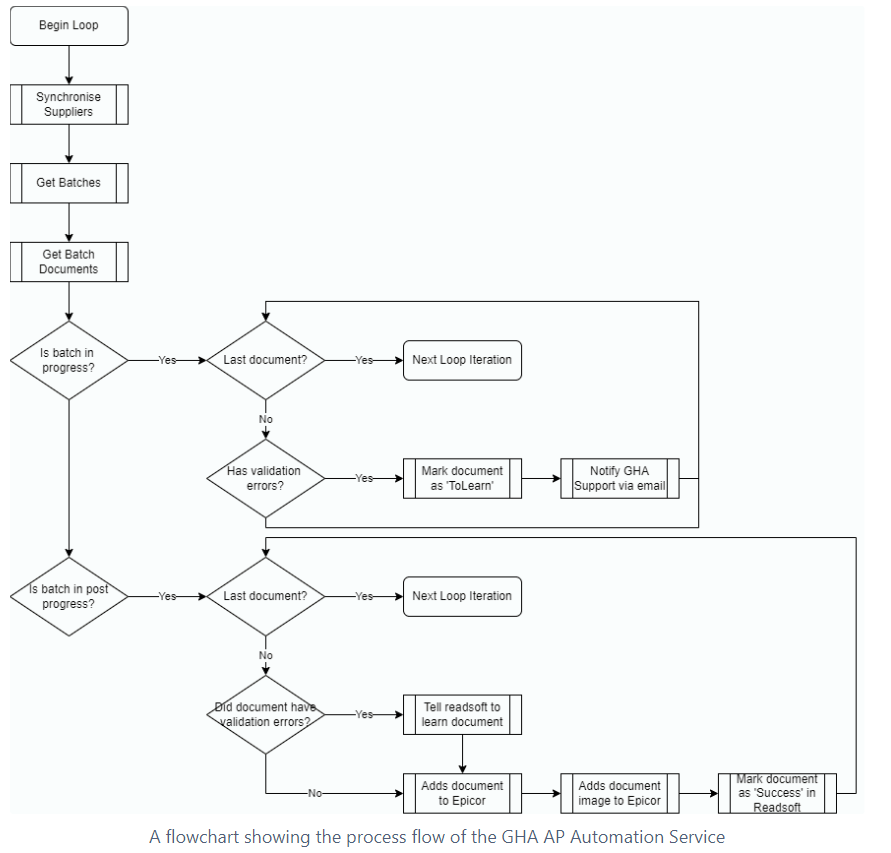 Begin Loop
Synchronise
Suppliers
Get Batches
Get Batch
Documents
Is batch in
progress?
Yes
Last document?
Yes
Next Loop Iteration
No
Has validation
errors?
Yes
Mark document
as 'ToLearn'
Notify GHA
Support via email
Is batch in post
progress?
Yes
Last document?
Yes
Next Loop Iteration
No
Did document have
validation errors?
Yes
Tell readsoft to
learn document
No
Adds document
to Epicor
Adds document
image to Epicor
Mark document
as 'Success' in
Readsoft
A flowchart showing the process flow of the GHA AP Automation Service